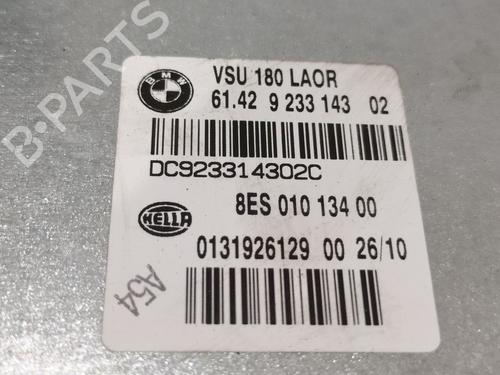 B-PARTS
BMW
VSU 180 LAOR
61.42 9 233 143 02
DC923314302C
8ES 010 134 00
HELLA
0131926129 00 26/10
A54